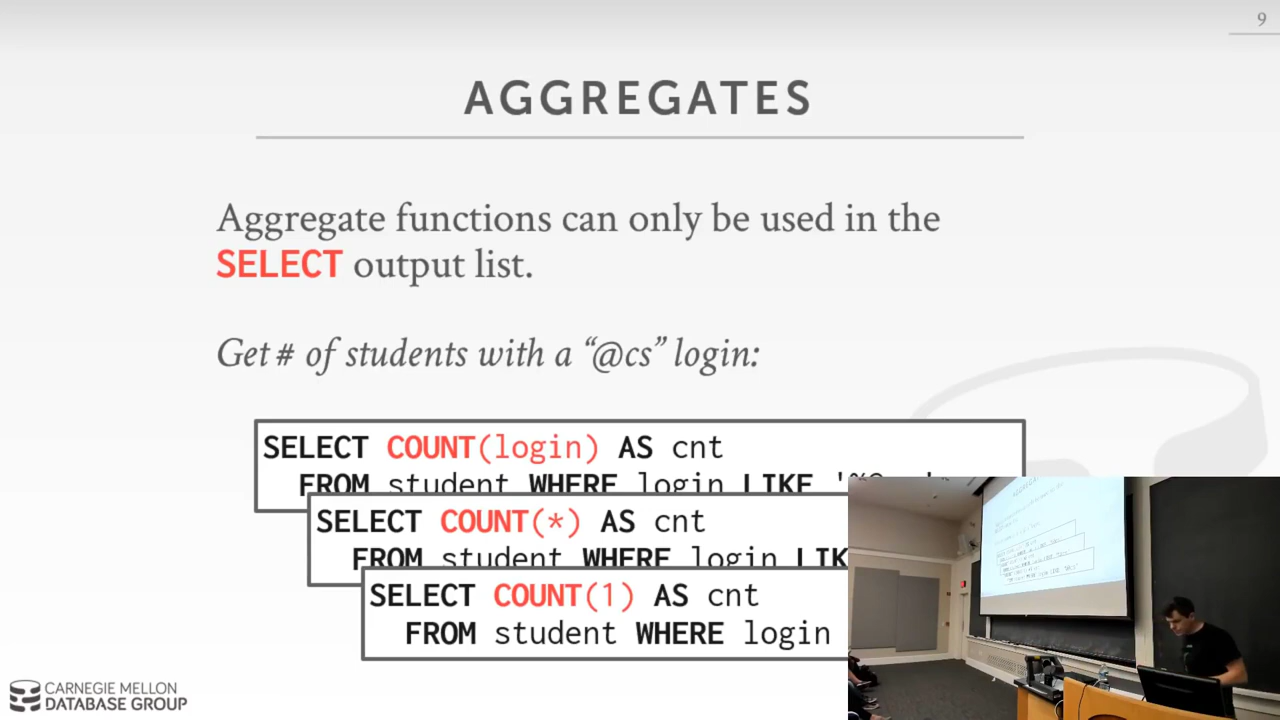 9
AGGREGATES
Aggregate functions can only be used in the
SELECT output list.
Get # of students with a “@cs” login:
SELECT COUNT(login) AS cnt
FROM student WHERE login LIKE
SELECT COUNT(*) AS cnt
FROM student WHERE login LIK
SELECT COUNT(1) AS cnt
FROM student WHERE login
CARNEGIE MELLON
DATABASE GROUP